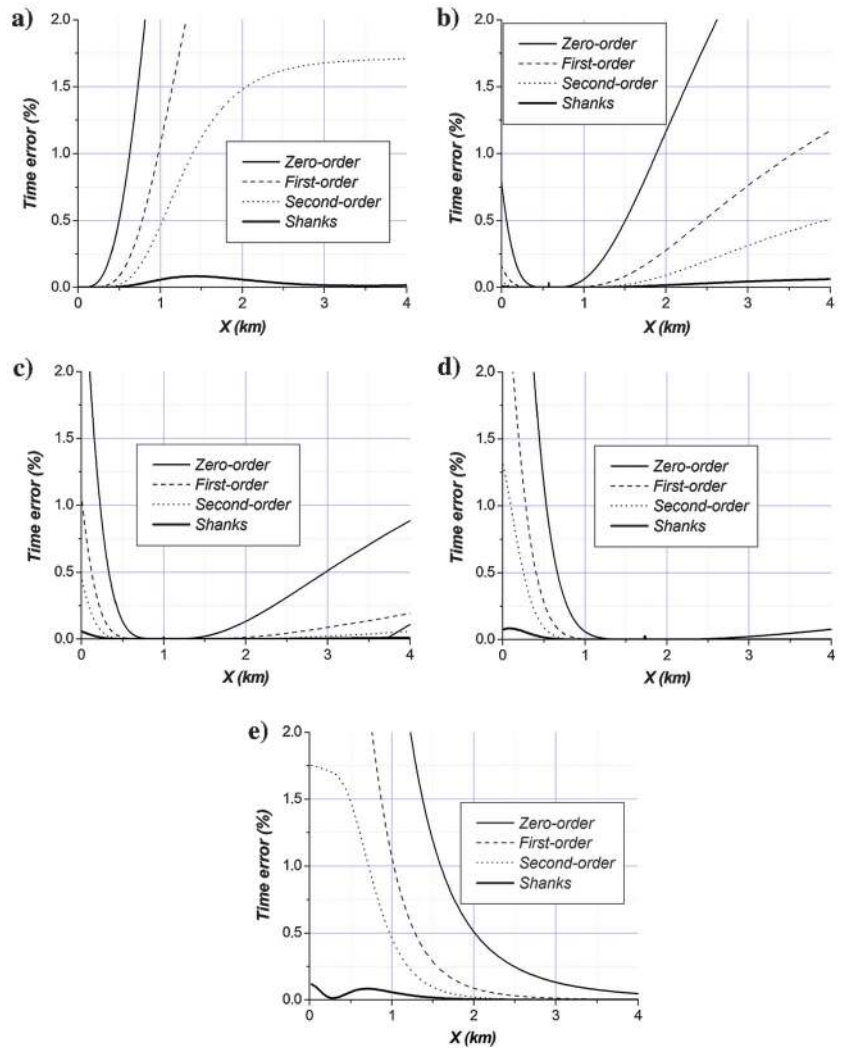 a)
2.0
1.5
1.0
0.5
0.0
Time error (%)
Zero-order
First-order
Second-order
Shanks
0 1 2 3 4
X (km)
b)
2.0
1.5
1.0
0.5
0.0
Time error (%)
Zero-order
First-order
Second-order
Shanks
0 1 2 3 4
X (km)
c)
2.0
1.5
1.0
0.5
0.0
Time error (%)
Zero-order
First-order
Second-order
Shanks
0 1 2 3 4
X (km)
d)
2.0
1.5
1.0
0.5
0.0
Time error (%)
Zero-order
First-order
Second-order
Shanks
0 1 2 3 4
X (km)
e)
2.0
1.5
1.0
0.5
0.0
Time error (%)
Zero-order
First-order
Second-order
Shanks
0 1 2 3 4
X (km)